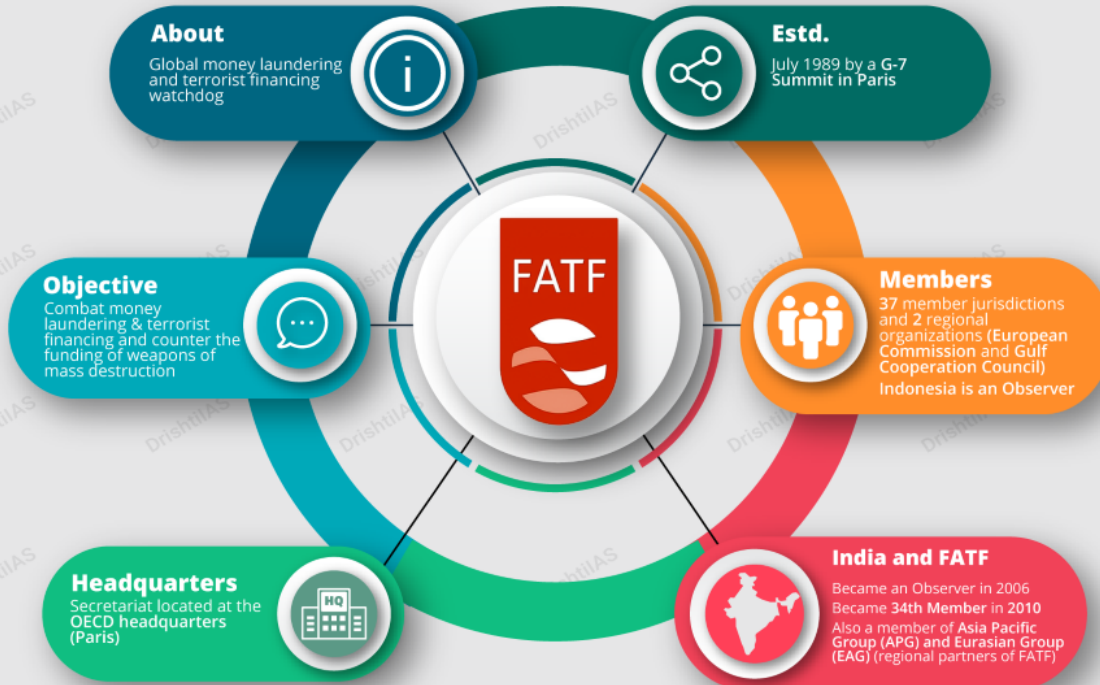 About
Global money laundering
and terrorist financing
watchdog
Estd.
July 1989 by a G-7
Summit in Paris
Objective
Combat money
laundering & terrorist
financing and counter the
funding of weapons of
mass destruction
FATF
Members
37 member jurisdictions
and 2 regional
organizations (European
Commission and Gulf
Cooperation Council)
Indonesia is an Observer
Headquarters
Secretariat located at the
OECD headquarters
(Paris)
HQ
India and FATF
Became an Observer in 2006
Became 34th Member in 2010
Also a member of Asia Pacific
Group (APG) and Eurasian Group
(EAG) (regional partners of FATF)
DrishtiIAS